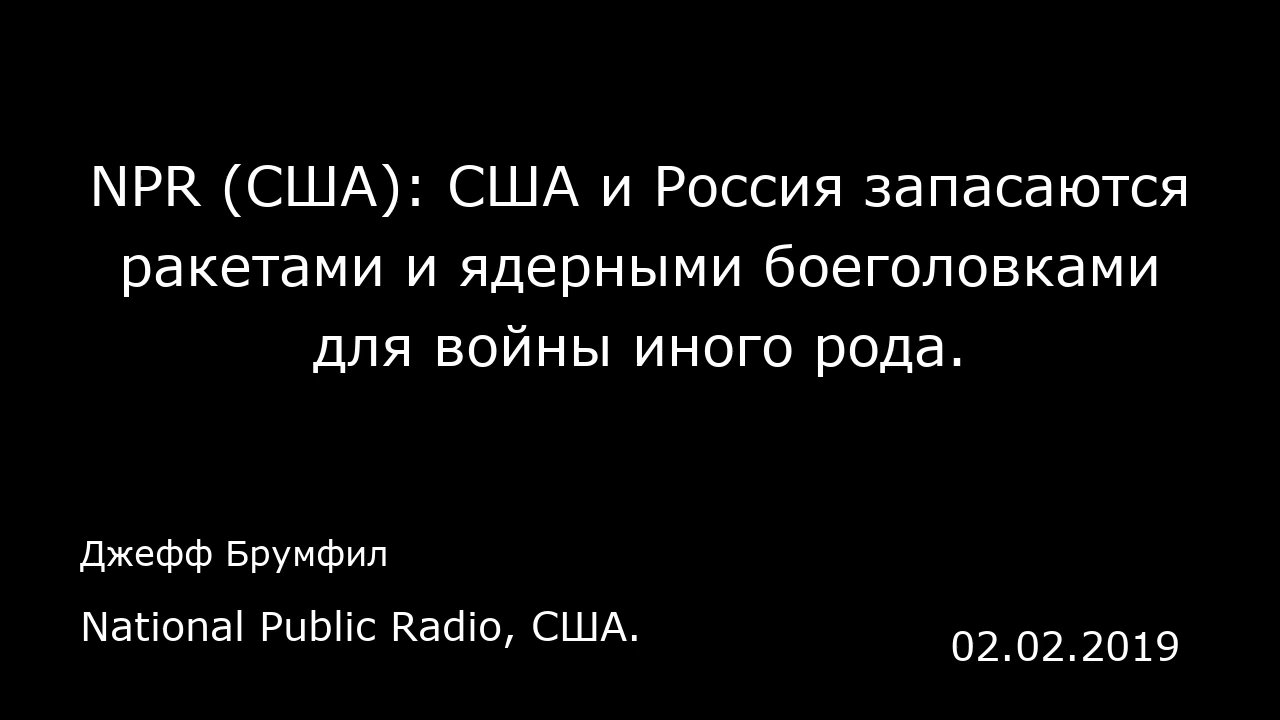 NPR (США): США и Россия запасаются
ракетами и ядерными боеголовками
для войны иного рода.
Джефф Брумфил
National Public Radio, США.
02.02.2019